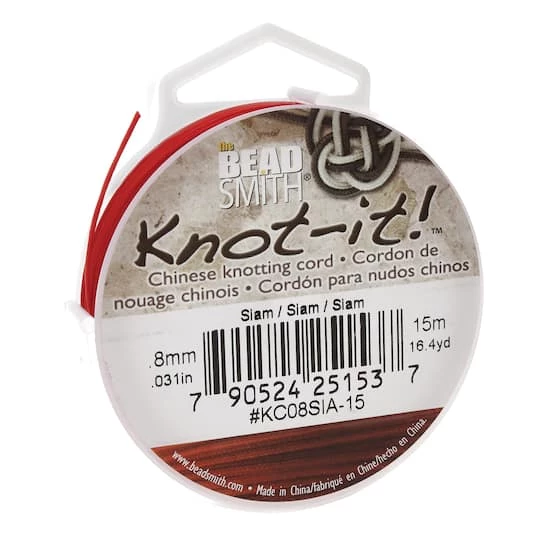 the
BEAD
SMITH®
Knot-it!™
Chinese knotting cord • Cordon de
nouage chinois • Cordón para nudos chinos
Siam / Siam / Siam
.8mm
.031in
15m
16.4yd
7 90524 25153 7
#KC08SIA-15
www.beadsmith.com • Made in China/fabriqué en Chine/hecho en China.